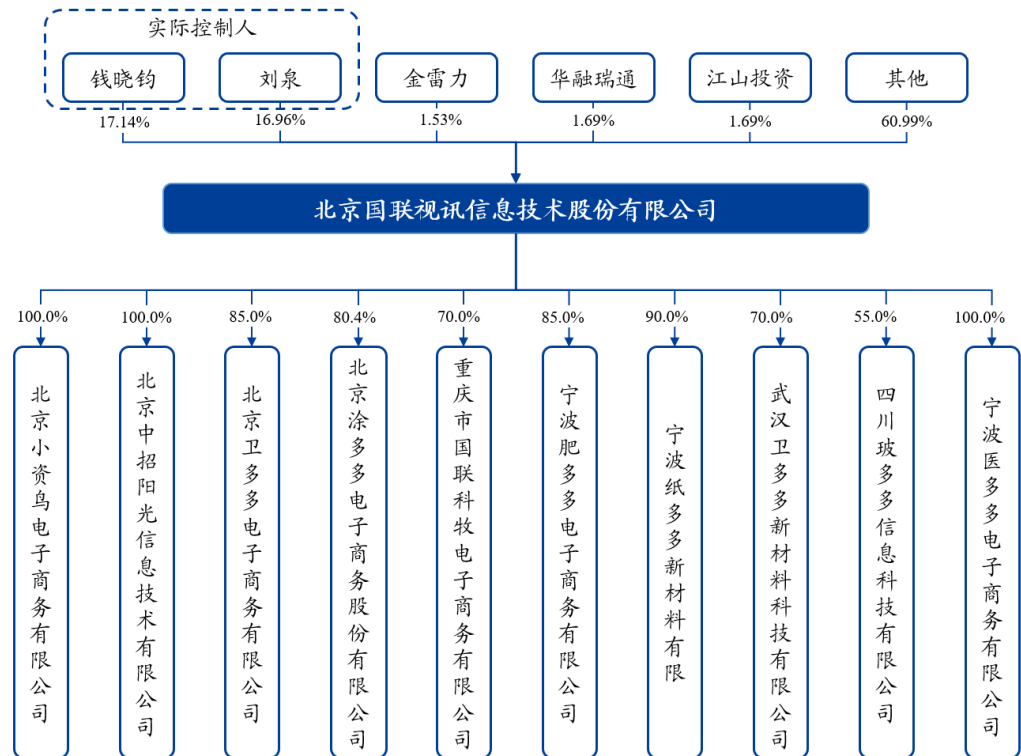 实际控制人
钱晓钧
刘泉
金雷力
华融瑞通
江山投资
其他
17.14%
16.96%
1.53%
1.69%
1.69%
60.99%
北京国联视讯信息技术股份有限公司
100.0%
100.0%
85.0%
80.4%
70.0%
85.0%
90.0%
70.0%
55.0%
100.0%
北京小资鸟电子商务有限公司
北京中招阳光信息技术有限公司
北京卫多多电子商务有限公司
北京涂多多电子商务股份有限公司
重庆市国联科牧电子商务有限公司
宁波肥多多电子商务有限公司
宁波纸多多新材料有限
武汉卫多多新材料科技有限公司
四川玻多多信息科技有限公司
宁波医多多电子商务有限公司